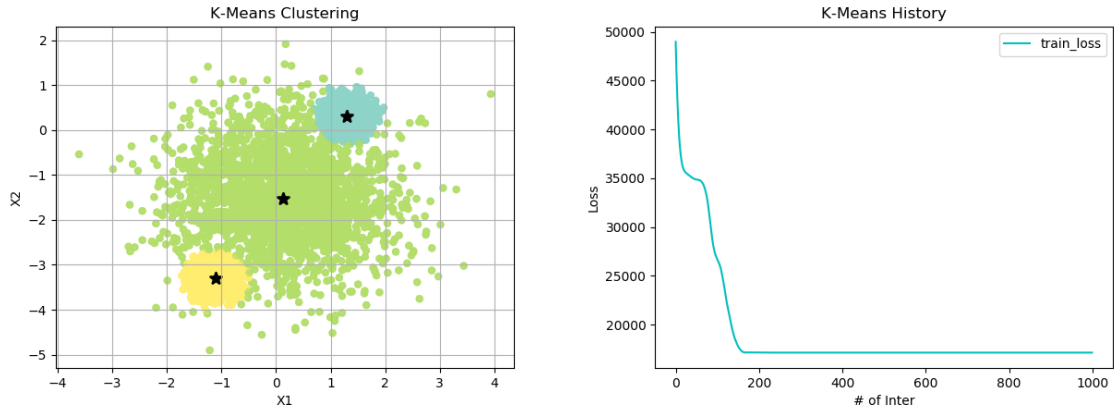 K-Means Clustering
2
1
0
−1
−2
−3
−4
−5
X2
−4 −3 −2 −1 0 1 2 3 4
X1
K-Means History
train_loss
50000
45000
40000
35000
30000
25000
20000
Loss
0 200 400 600 800 1000
# of Inter